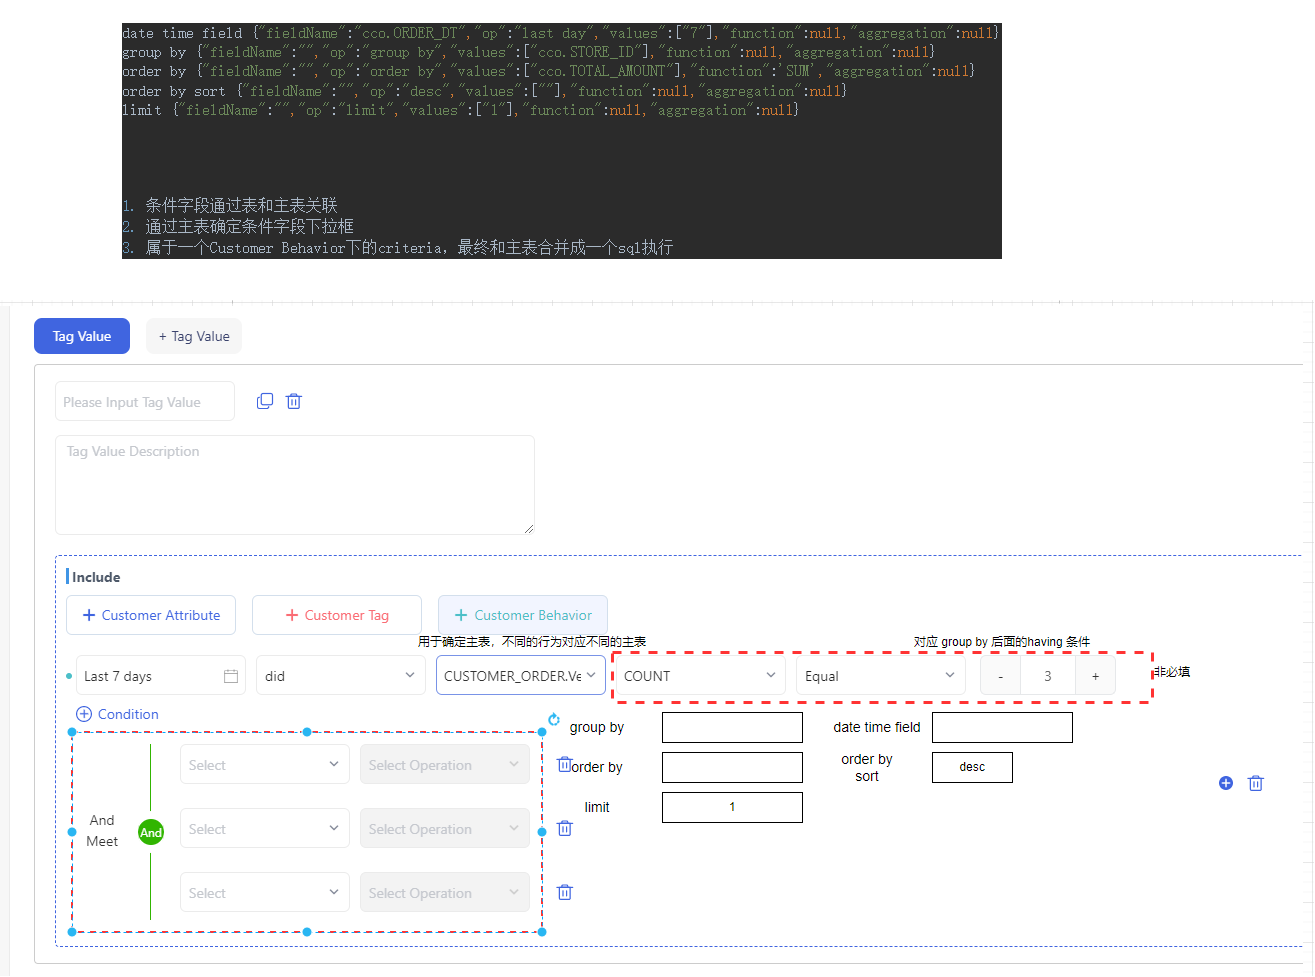 date time field {"fieldName":"cco.ORDER_DT","op":"last day","values":["7"],"function":null,"aggregation":null}
group by {"fieldName":"","op":"group by","values":["cco.STORE_ID"],"function":null,"aggregation":null}
order by {"fieldName":"","op":"order by","values":["cco.TOTAL_AMOUNT"],"function":'SUM',"aggregation":null}
order by sort {"fieldName":"","op":"desc","values":[""],"function":null,"aggregation":null}
limit {"fieldName":"","op":"limit","values":["1"],"function":null,"aggregation":null}
1. 条件字段通过表和主表关联
2. 通过主表确定条件字段下拉框
3. 属于一个Customer Behavior下的criteria，最终和主表合并成一个sql执行
Tag Value
+ Tag Value
Please Input Tag Value
Tag Value Description
Include
+ Customer Attribute
+ Customer Tag
+ Customer Behavior
用于确定主表，不同的行为对应不同的主表
对应 group by 后面的having 条件
Last 7 days
did
CUSTOMER_ORDER.Ve
COUNT
Equal
-
3
+
非必填
Condition
group by
date time field
Select
Select Operation
order by
order by
sort
desc
limit
1
And
Meet
And
Select
Select Operation
Select
Select Operation